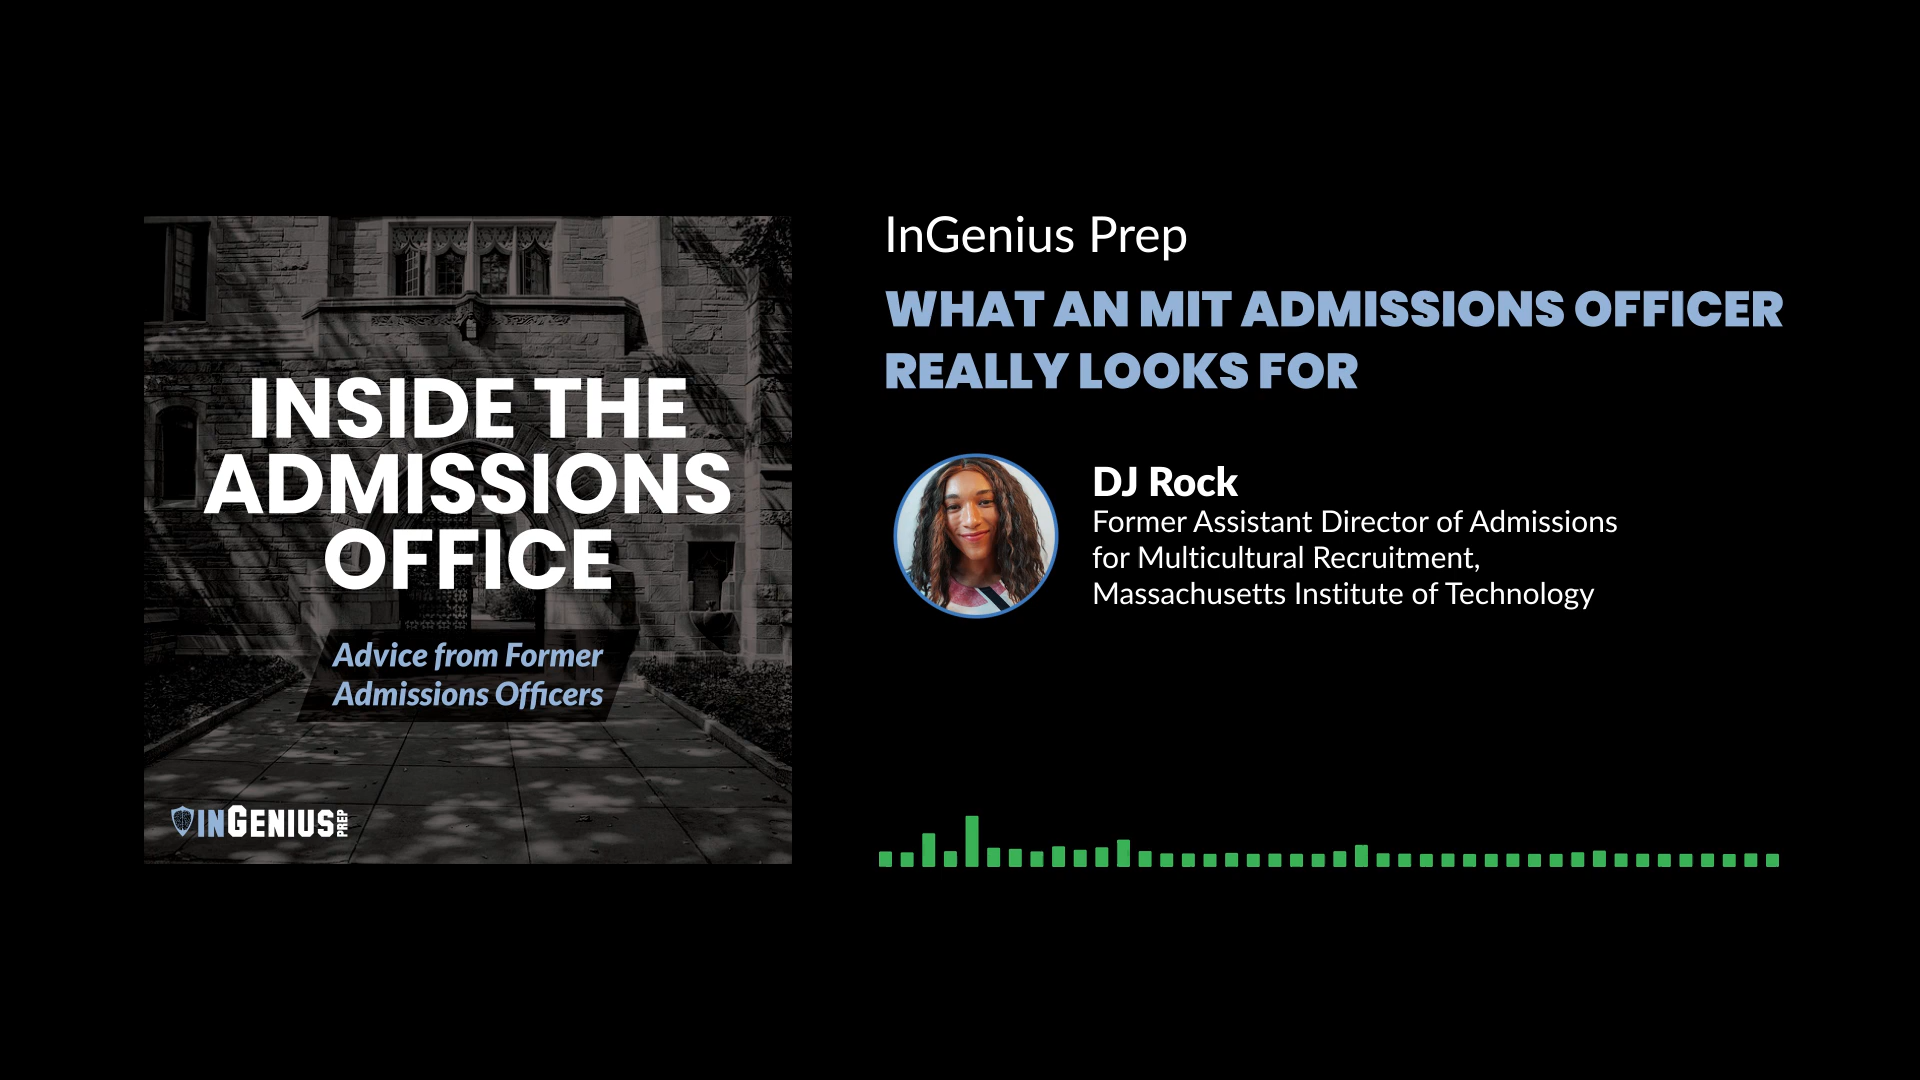 INSIDE THE
ADMISSIONS
OFFICE
Advice from Former
Admissions Officers
INGENIUS PREP
InGenius Prep
WHAT AN MIT ADMISSIONS OFFICER
REALLY LOOKS FOR
DJ Rock
Former Assistant Director of Admissions
for Multicultural Recruitment,
Massachusetts Institute of Technology